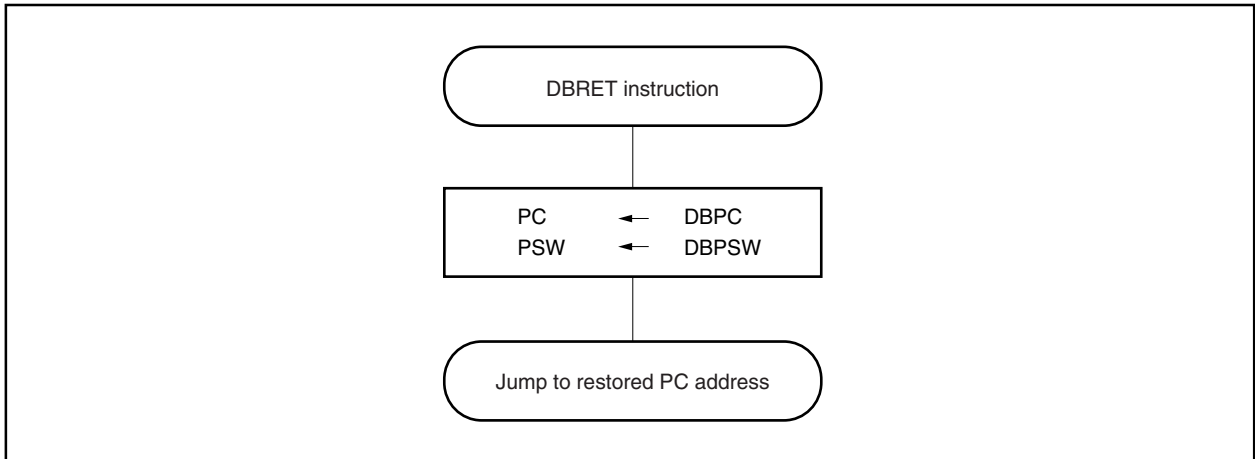 DBRET instruction
PC ← DBPC
PSW ← DBPSW
Jump to restored PC address